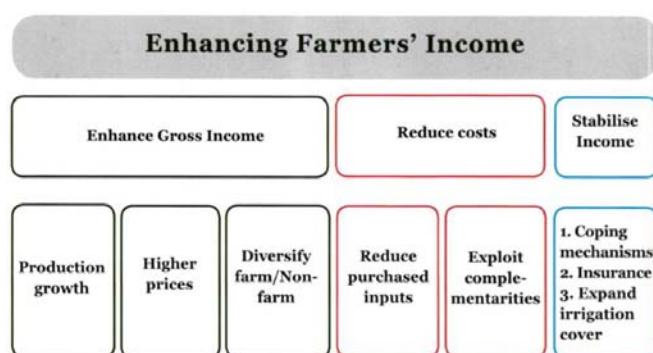 Enhancing Farmers' Income
Enhance Gross Income
Reduce costs
Stabilise
Income
Production
growth
Higher
prices
Diversify
farm/Non-
farm
Reduce
purchased
inputs
Exploit
comple-
mentarities
1. Coping
mechanisms
2. Insurance
3. Expand
irrigation
cover